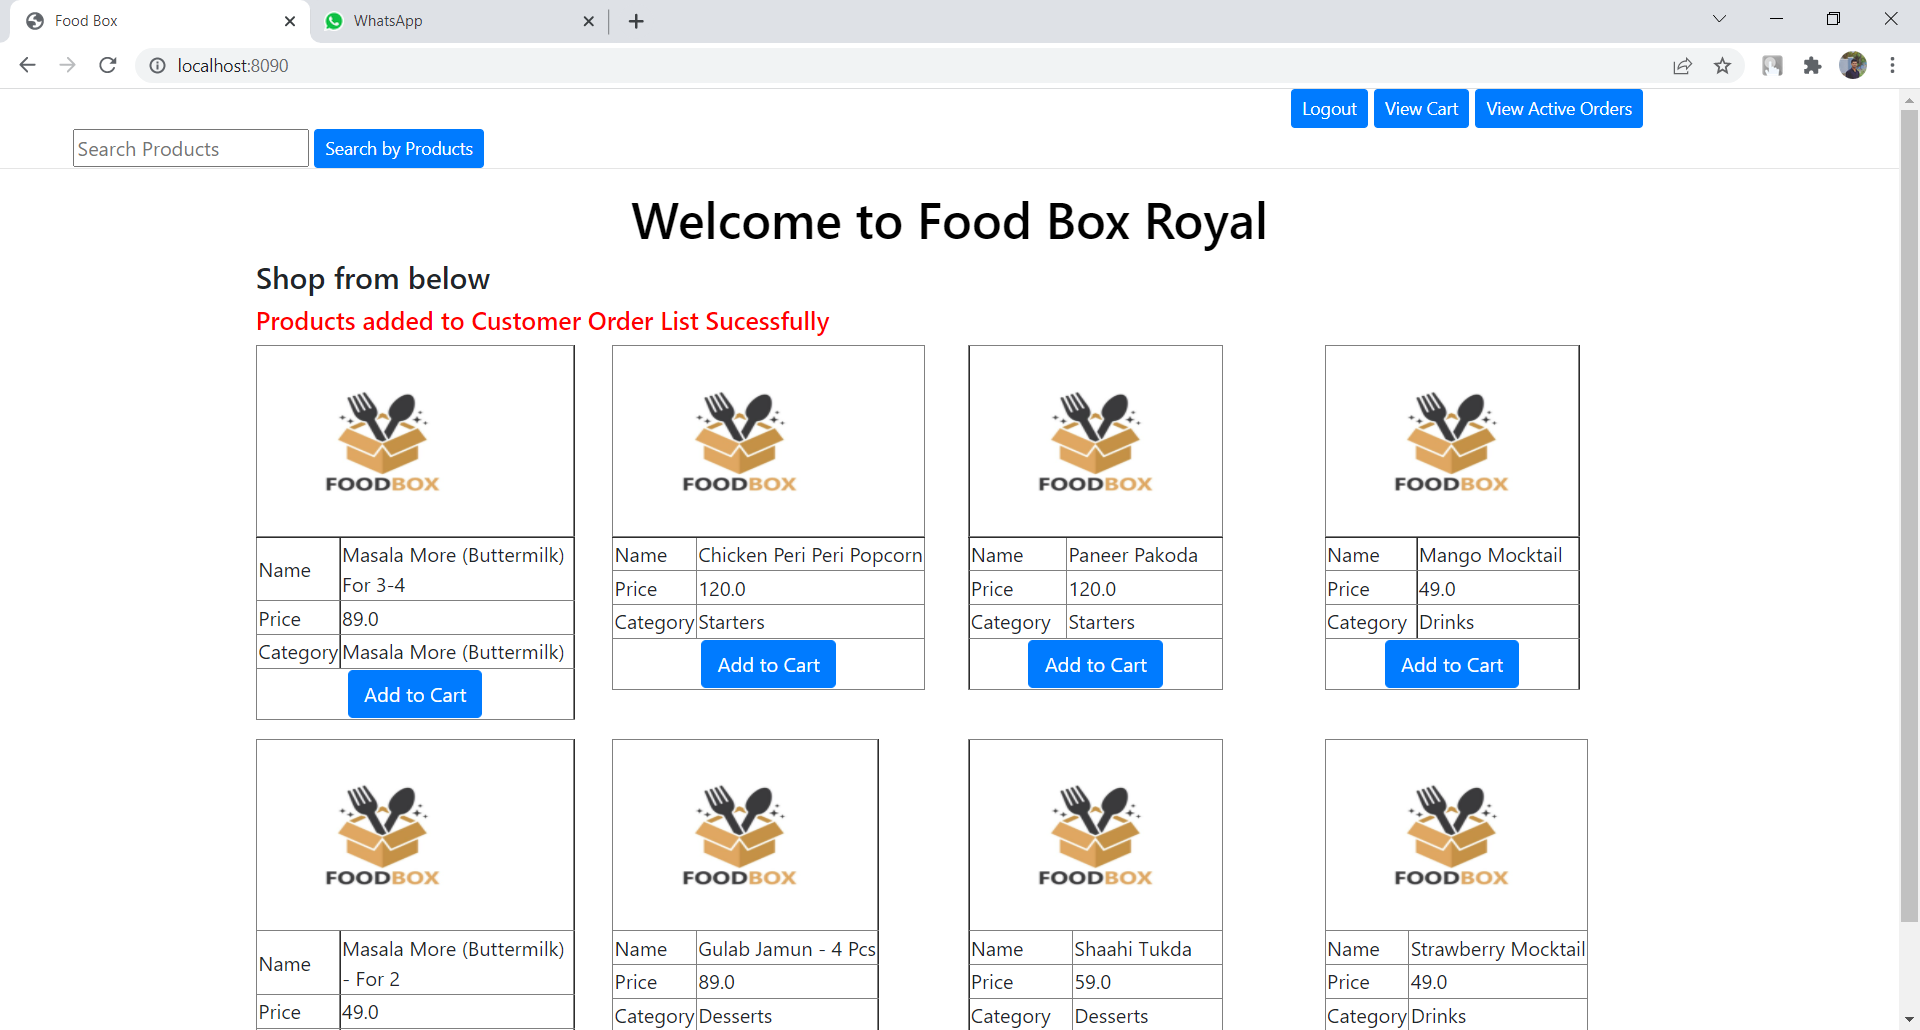 Food Box
WhatsApp
localhost:8090
Logout View Cart View Active Orders
Search Products Search by Products
Welcome to Food Box Royal
Shop from below
Products added to Customer Order List Sucessfully
FOODBOX
Name Masala More (Buttermilk)
For 3-4
Price 89.0
Category Masala More (Buttermilk)
Add to Cart
FOODBOX
Name Chicken Peri Peri Popcorn
Price 120.0
Category Starters
Add to Cart
FOODBOX
Name Paneer Pakoda
Price 120.0
Category Starters
Add to Cart
FOODBOX
Name Mango Mocktail
Price 49.0
Category Drinks
Add to Cart
FOODBOX
Name Masala More (Buttermilk)
- For 2
Price 49.0
FOODBOX
Name Gulab Jamun - 4 Pcs
Price 89.0
Category Desserts
FOODBOX
Name Shaahi Tukda
Price 59.0
Category Desserts
FOODBOX
Name Strawberry Mocktail
Price 49.0
Category Drinks